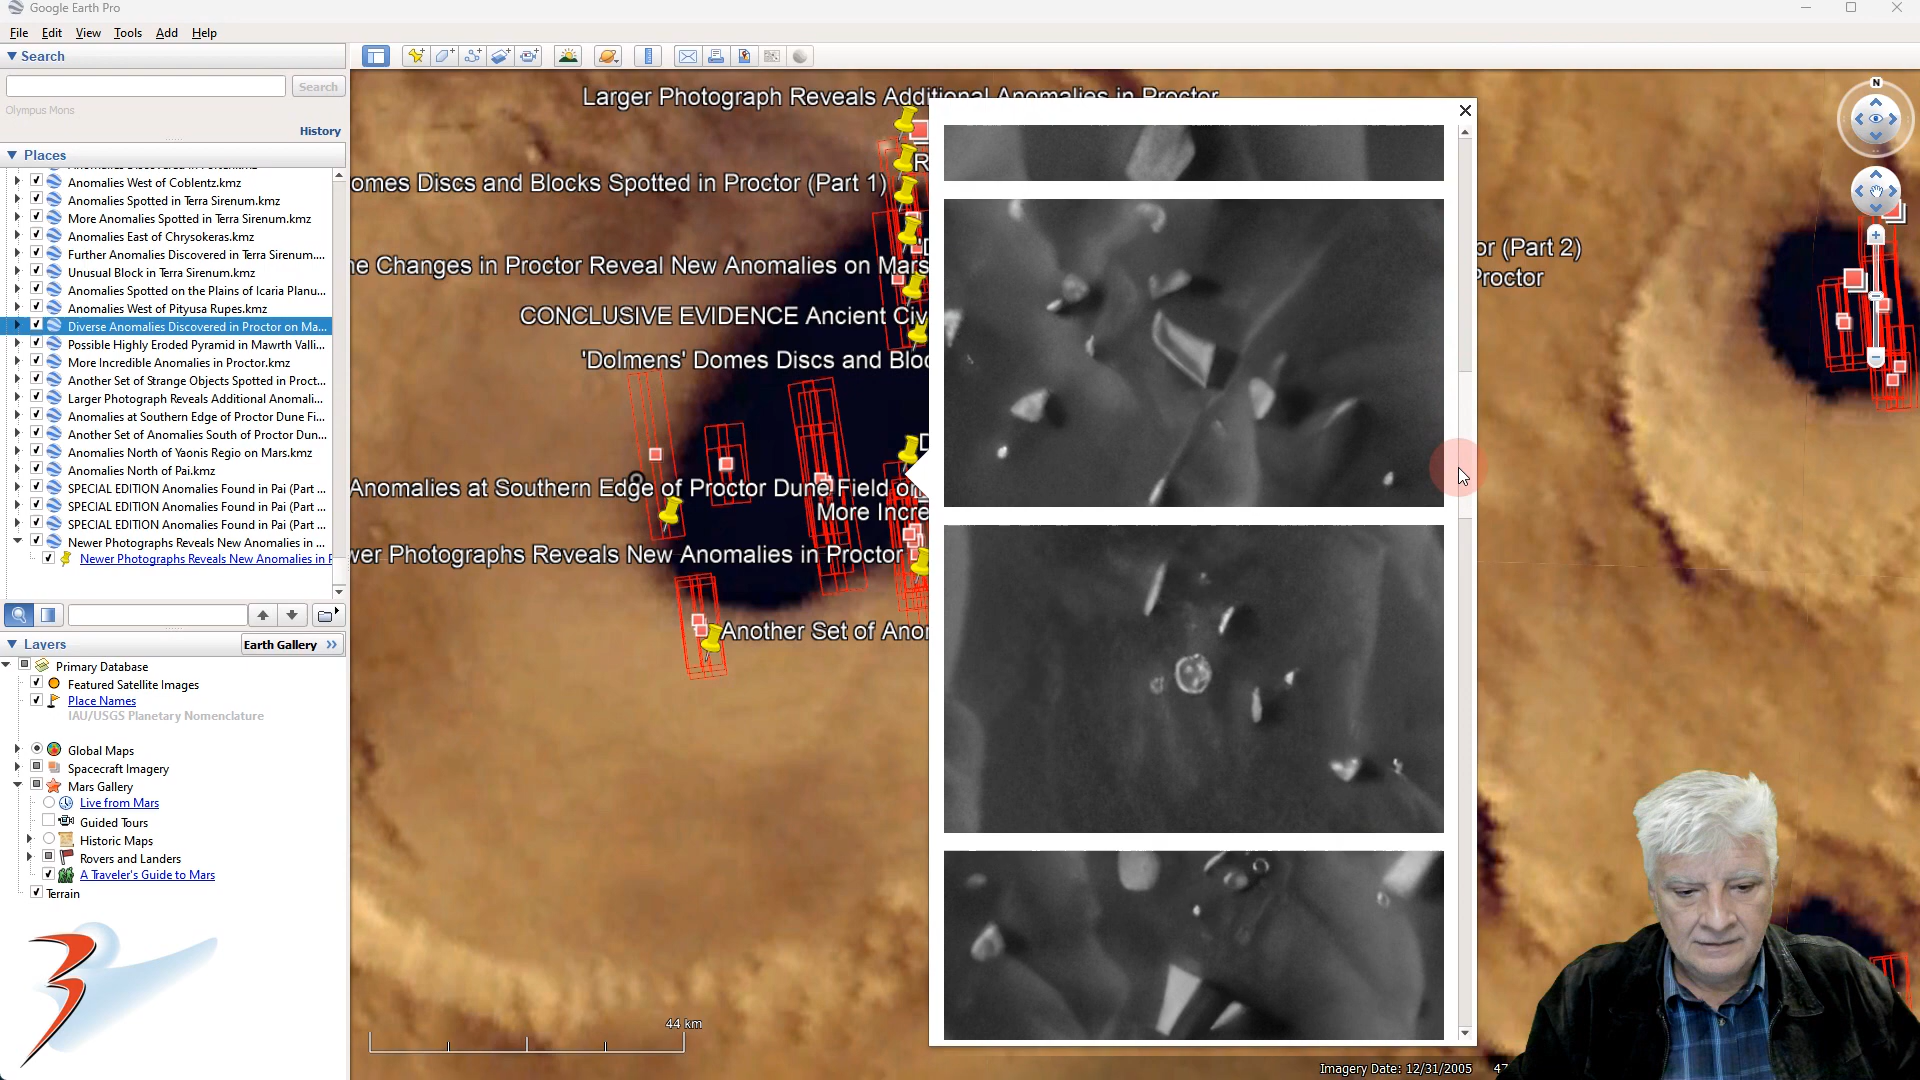 Google Earth Pro
File Edit View Tools Add Help
Search
Search
Olympus Mons
History
Places
Anomalies West of Coblentz.kmz
Anomalies Spotted in Terra Sirenum.kmz
More Anomalies Spotted in Terra Sirenum.kmz
Anomalies East of Chrysokeras.kmz
Further Anomalies Discovered in Terra Sirenum....
Unusual Block in Terra Sirenum.kmz
Anomalies Spotted on the Plains of Icaria Planu...
Anomalies West of Pityusa Rupes.kmz
Diverse Anomalies Discovered in Proctor on Ma...
Possible Highly Eroded Pyramid in Mawrth Valli...
More Incredible Anomalies in Proctor.kmz
Another Set of Strange Objects Spotted in Proct...
Larger Photograph Reveals Additional Anomali...
Anomalies at Southern Edge of Proctor Dune Fi...
Another Set of Anomalies South of Proctor Dun...
Anomalies North of Yaonis Regio on Mars.kmz
Anomalies North of Pai.kmz
SPECIAL EDITION Anomalies Found in Pai (Part ...
SPECIAL EDITION Anomalies Found in Pai (Part ...
SPECIAL EDITION Anomalies Found in Pai (Part ...
Newer Photographs Reveals New Anomalies in ...
Newer Photographs Reveals New Anomalies in
Layers
Earth Gallery »
Primary Database
Featured Satellite Images
Place Names
IAU/USGS Planetary Nomenclature
Global Maps
Spacecraft Imagery
Mars Gallery
Live from Mars
Guided Tours
Historic Maps
Rovers and Landers
A Traveler's Guide to Mars
Terrain
Larger Photograph Reveals Additional Anomalies in Proctor
omes Discs and Blocks Spotted in Proctor (Part 1)
or (Part 2)
e Changes in Proctor Reveal New Anomalies on Mars
Proctor
CONCLUSIVE EVIDENCE Ancient Civ
'Dolmens' Domes Discs and Bloc
Anomalies at Southern Edge of Proctor Dune Field on
More Incre
wer Photographs Reveals New Anomalies in Proctor
Another Set of Anor
44 km
N
Imagery Date: 12/31/2005 47